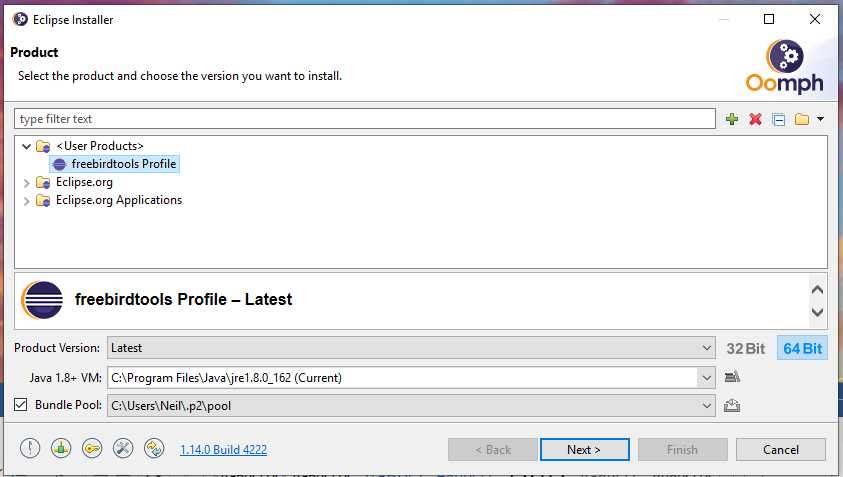 Eclipse Installer
Product
Select the product and choose the version you want to install.
Oomph
type filter text
<User Products>
freebirdtools Profile
Eclipse.org
Eclipse.org Applications
freebirdtools Profile – Latest
Product Version: Latest 32 Bit 64 Bit
Java 1.8+ VM: C:\Program Files\Java\jre1.8.0_162 (Current)
Bundle Pool: C:\Users\Neil\.p2\pool
1.14.0 Build 4222 < Back Next > Finish Cancel